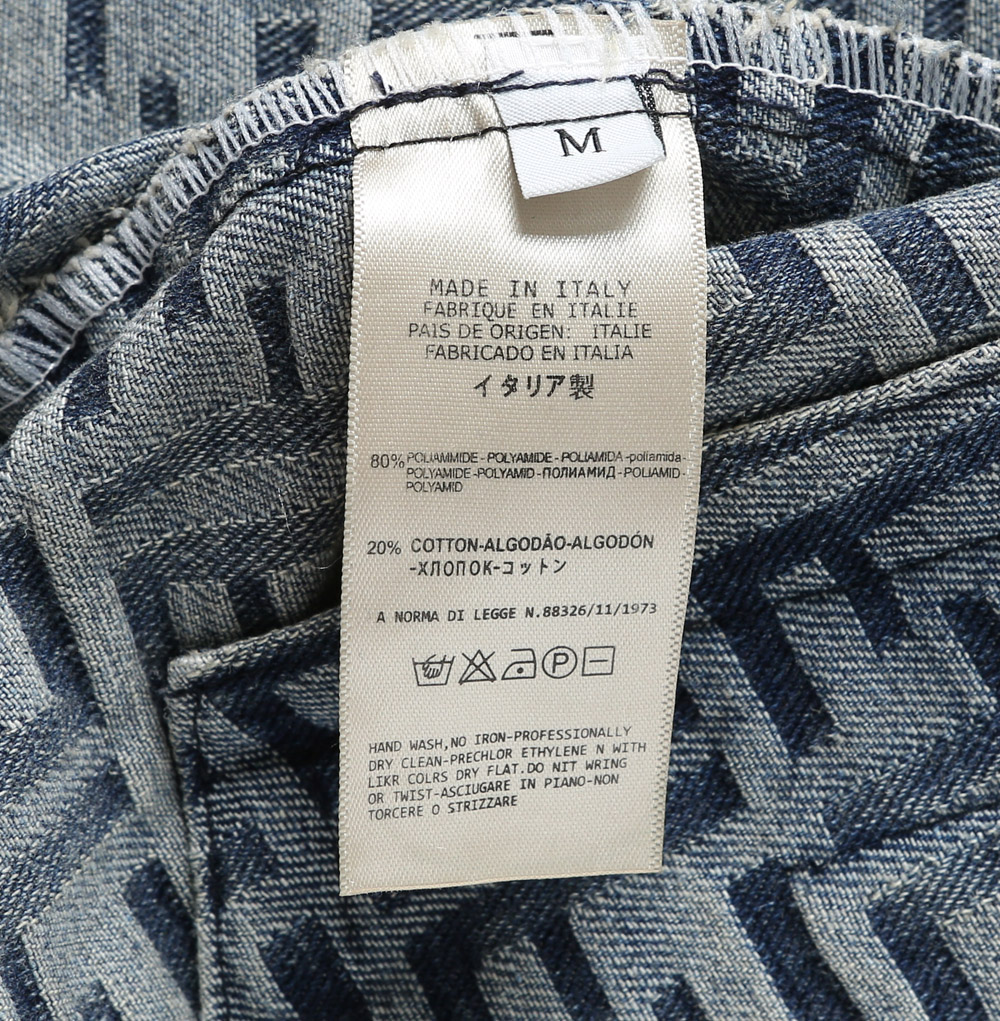 M
MADE IN ITALY
FABRIQUE EN ITALIE
PAIS DE ORIGEN: ITALIE
FABRICADO EN ITALIA
イタリア製
80% POLIAMMIDE-POLYAMIDE-POLIAMIDA-poliamida-
POLYAMIDE-POLYAMID-ПОЛИАМИД-POLIAMID-
POLYAMID
20% COTTON-ALGODÃO-ALGODÓN
-ХЛОПОК-コットン
A NORMA DI LEGGE N.88326/11/1973
P
HAND WASH,NO IRON-PROFESSIONALLY
DRY CLEAN-PRECHLOR ETHYLENE N WITH
LIKR COLRS DRY FLAT.DO NIT WRING
OR TWIST-ASCIUGARE IN PIANO-NON
TORCERE O STRIZZARE